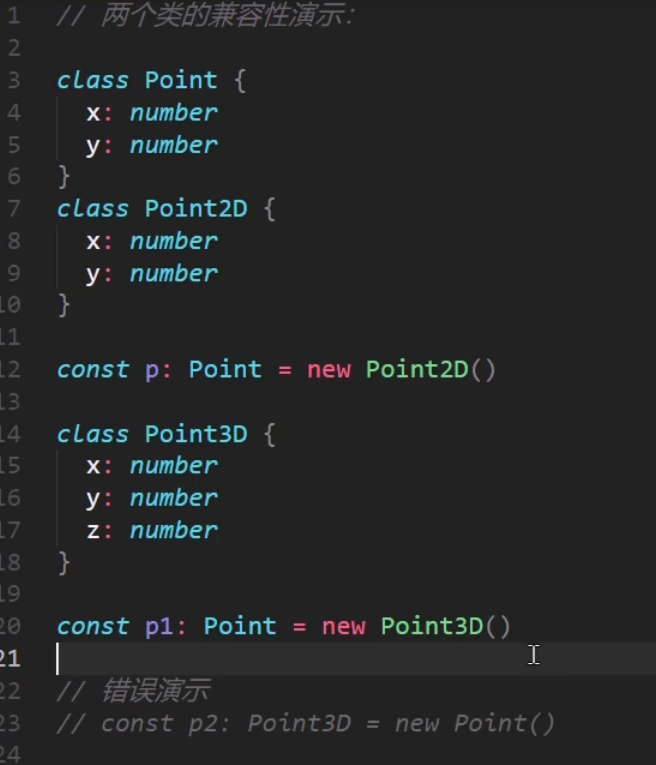 1 // 两个类的兼容性演示:
2
3 class Point {
4 x: number
5 y: number
6 }
7 class Point2D {
8 x: number
9 y: number
10 }
11
12 const p: Point = new Point2D()
13
14 class Point3D {
15 x: number
16 y: number
17 z: number
18 }
19
20 const p1: Point = new Point3D()
21
22 // 错误演示
23 // const p2: Point3D = new Point()
24